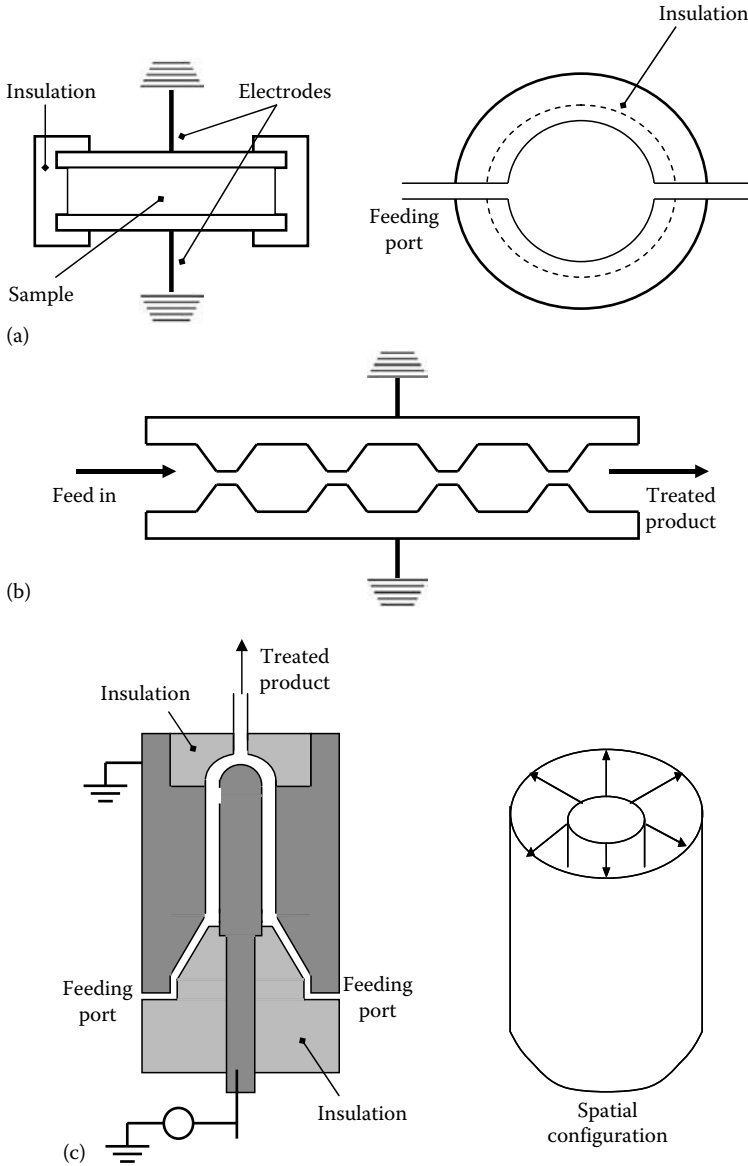 Insulation
Insulation
Electrodes
Feeding
port
Sample
(a)
Feed in
Treated
product
(b)
Treated
product
Insulation
Feeding
port
Feeding
port
Insulation
Spatial
configuration
(c)